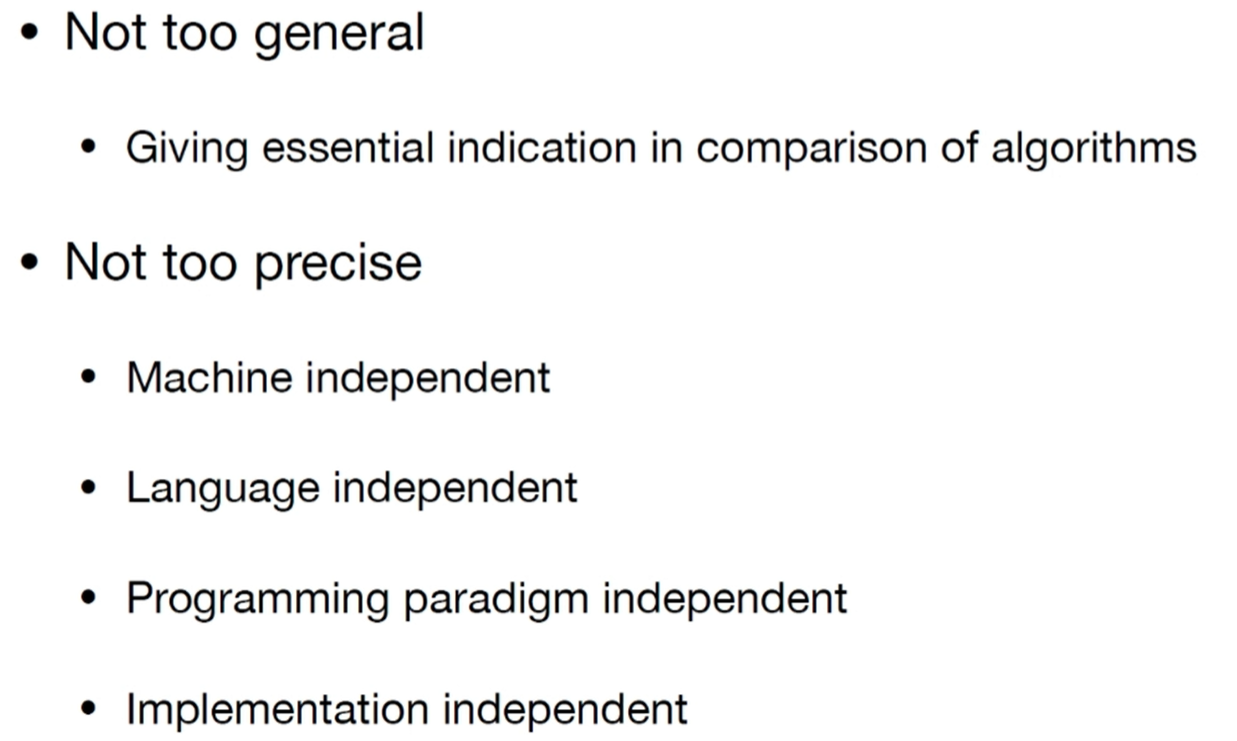 • Not too general
• Giving essential indication in comparison of algorithms
• Not too precise
• Machine independent
• Language independent
• Programming paradigm independent
• Implementation independent